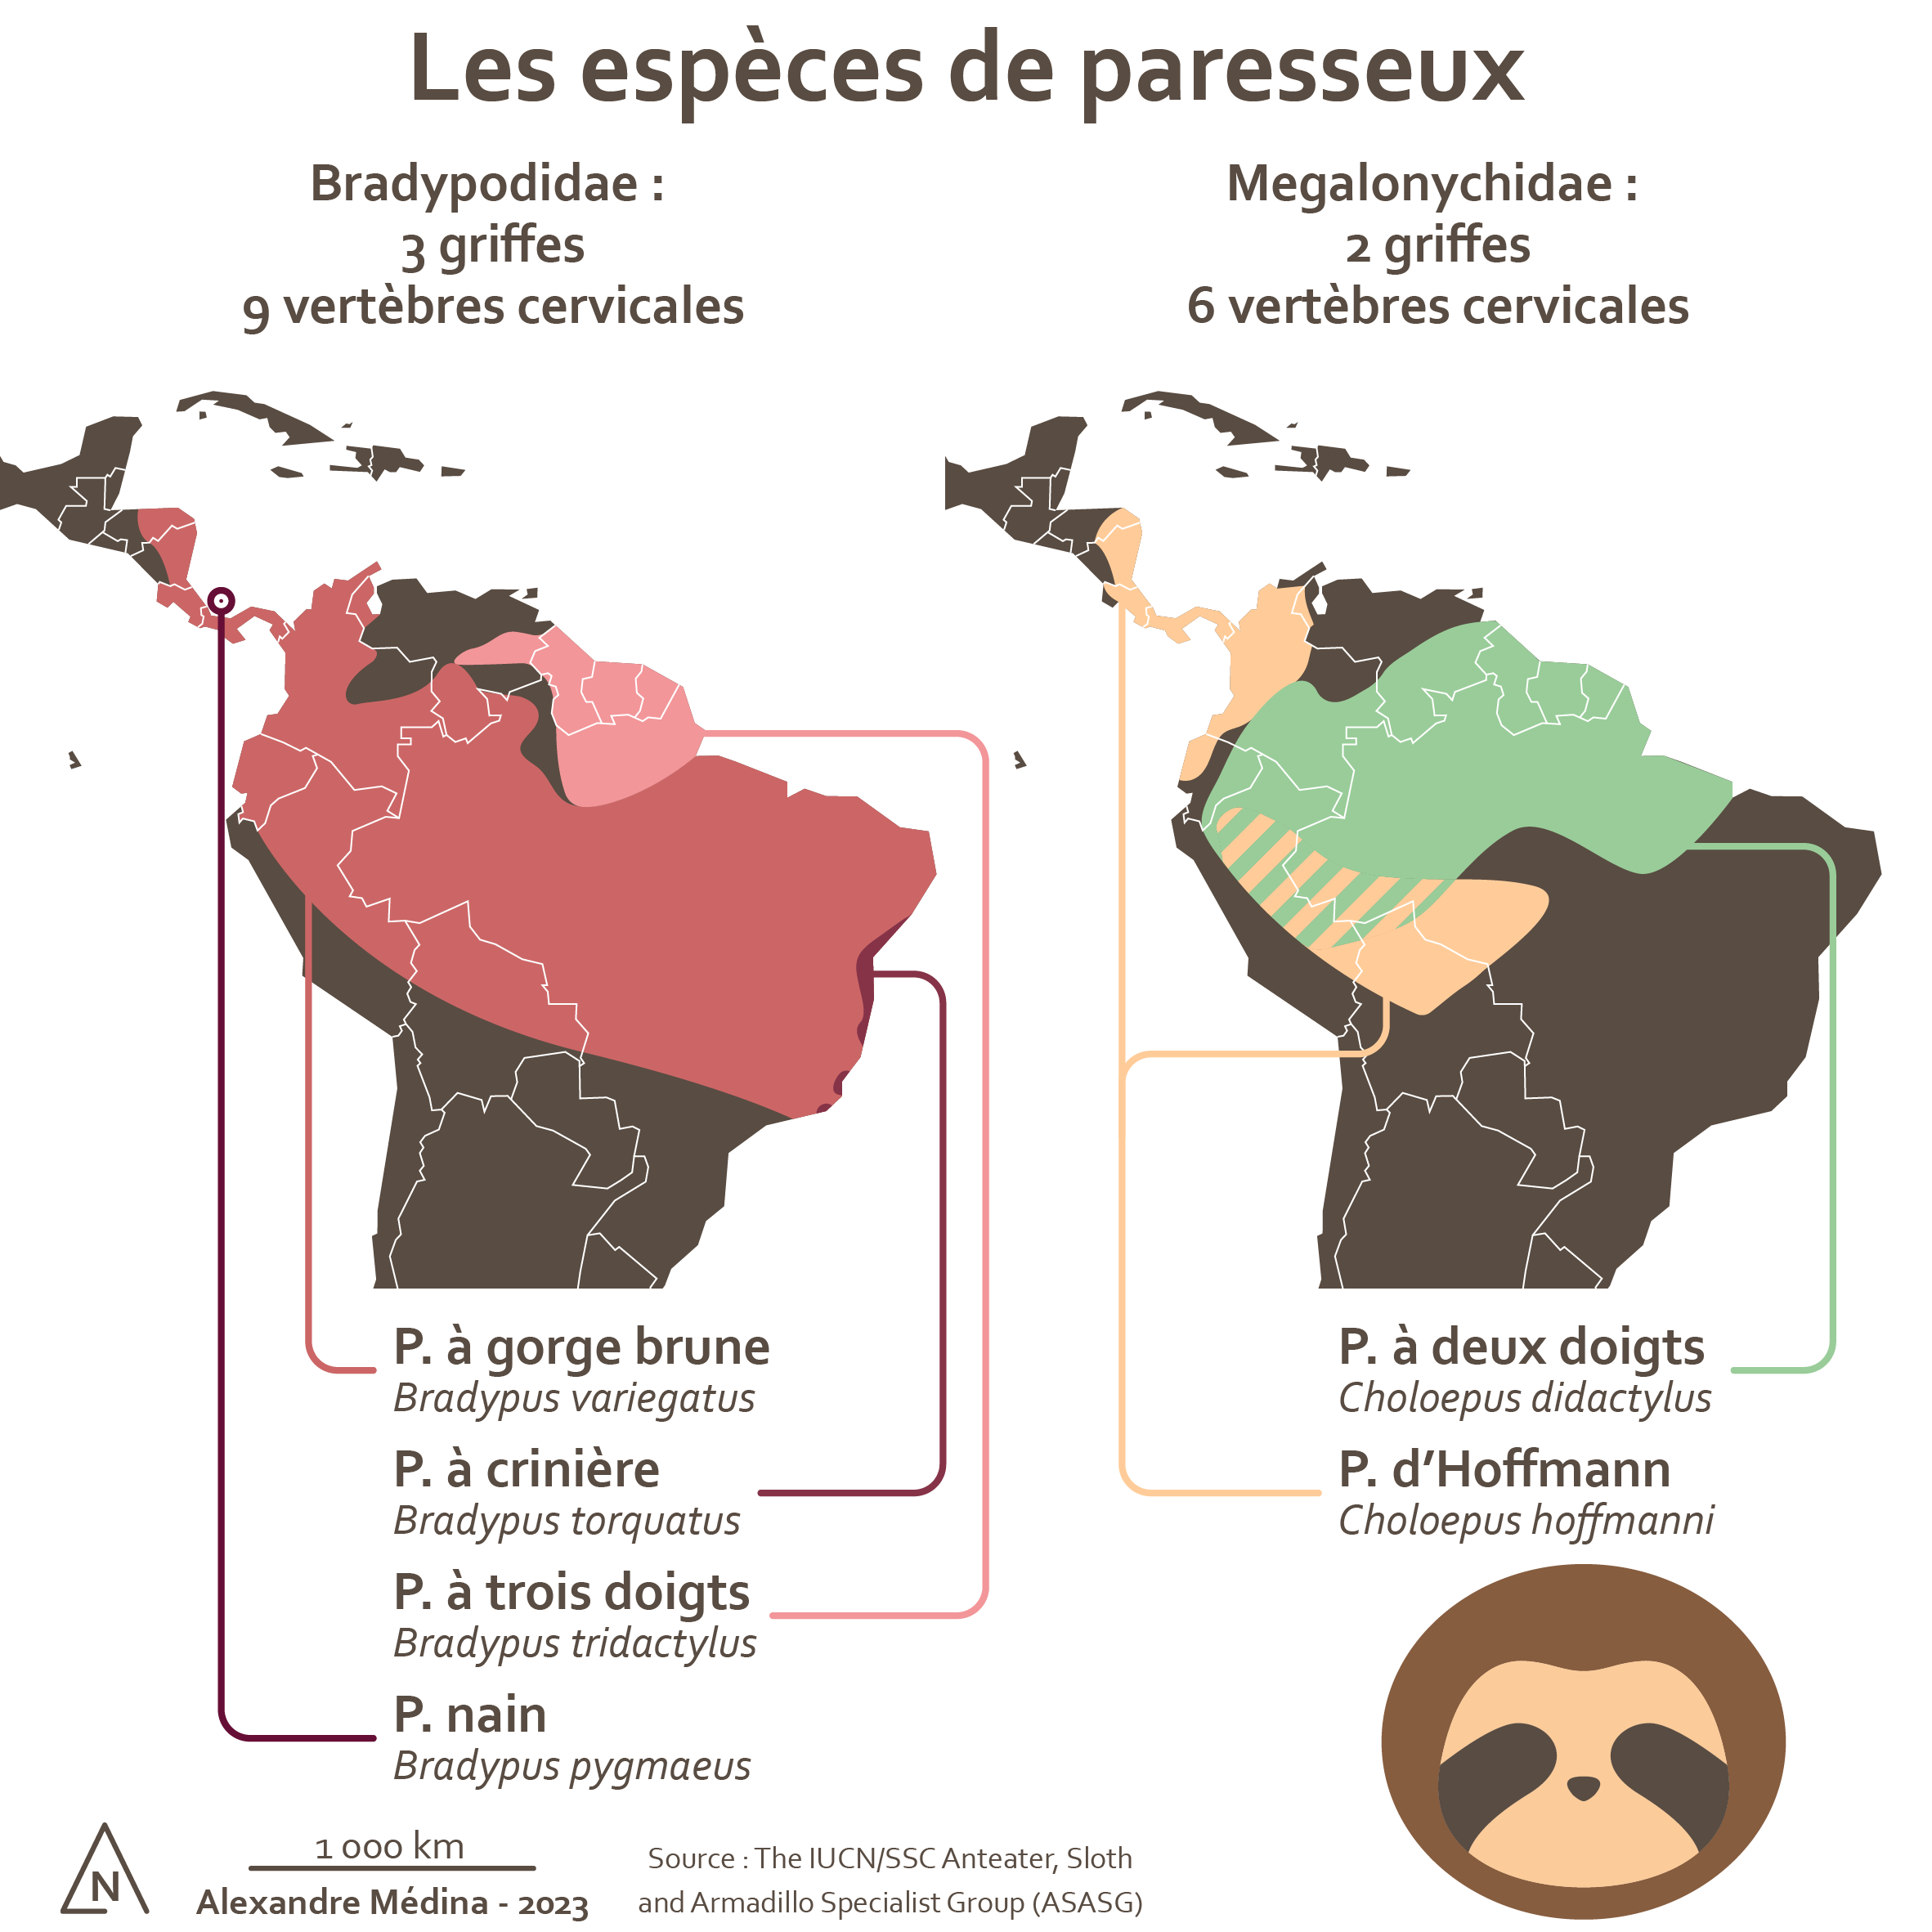 Les espèces de paresseux
Bradypodidae :
3 griffes
9 vertèbres cervicales
Megalonychidae :
2 griffes
6 vertèbres cervicales
P. à gorge brune
Bradypus variegatus
P. à crinière
Bradypus torquatus
P. à trois doigts
Bradypus tridactylus
P. nain
Bradypus pygmaeus
P. à deux doigts
Choloepus didactylus
P. d’Hoffmann
Choloepus hoffmanni
N
1 000 km
Alexandre Médina - 2023
Source : The IUCN/SSC Anteater, Sloth
and Armadillo Specialist Group (ASASG)